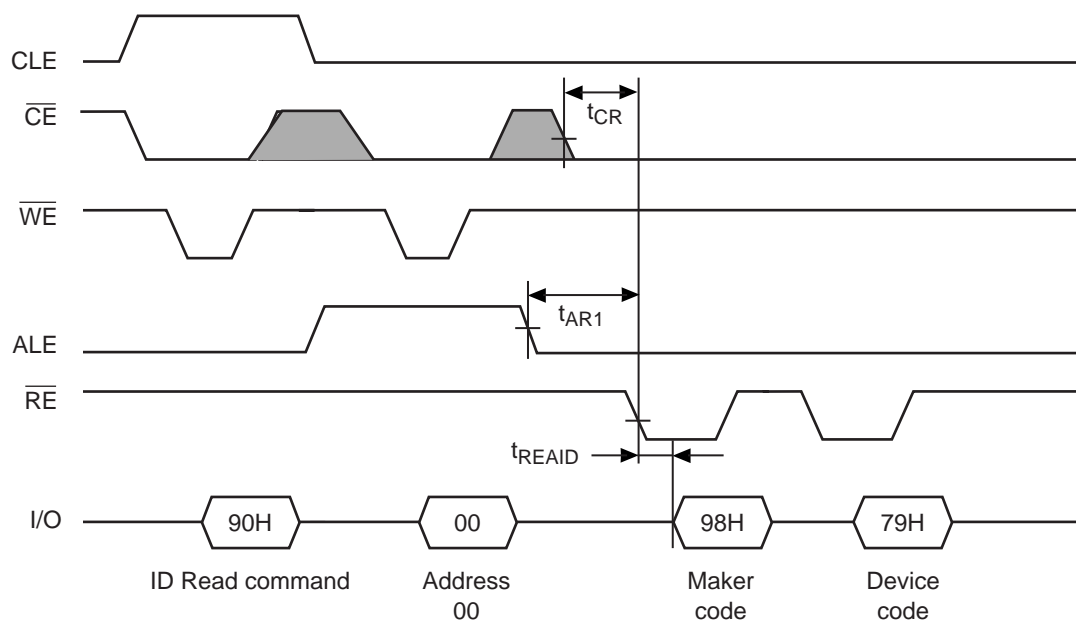 CLE
CE
tCR
WE
tAR1
ALE
RE
tREAID
I/O
90H
00
98H
79H
ID Read command
Address
00
Maker
code
Device
code